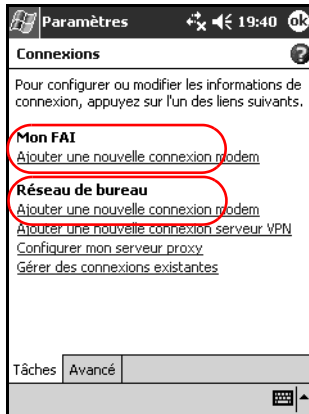 Paramètres 19:40 ok
Connexions ?
Pour configurer ou modifier les informations de
connexion, appuyez sur l'un des liens suivants.
Mon FAI
Ajouter une nouvelle connexion modem
Réseau de bureau
Ajouter une nouvelle connexion modem
Ajouter une nouvelle connexion serveur VPN
Configurer mon serveur proxy
Gérer des connexions existantes
Tâches Avancé